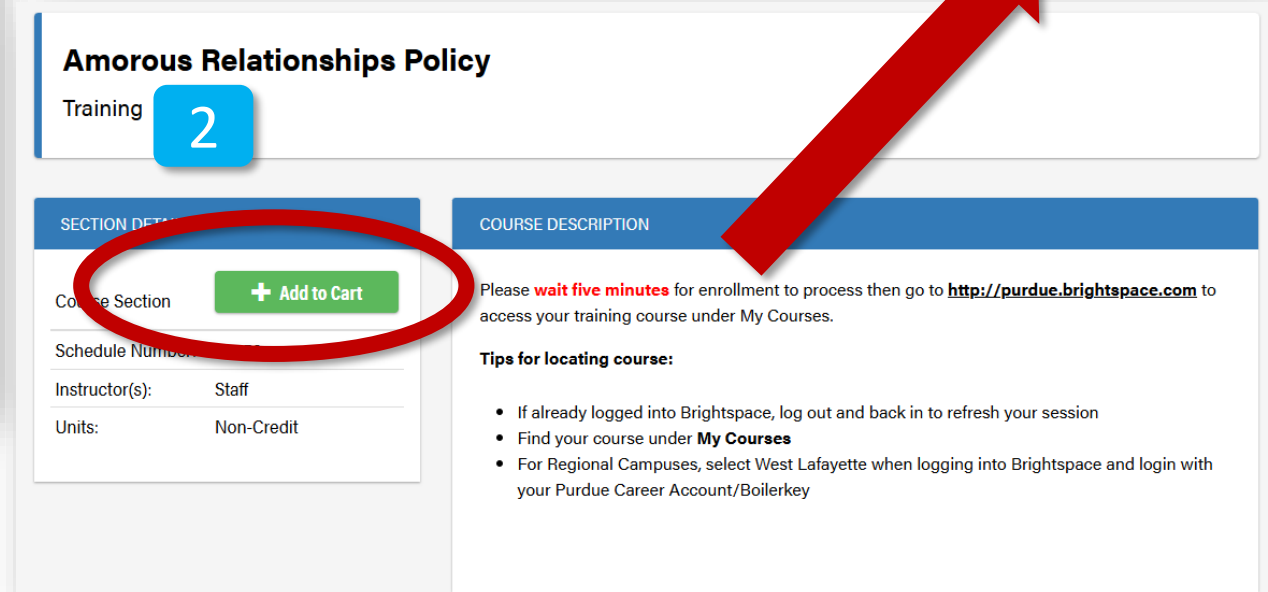 Amorous Relationships Policy
Training
2
SECTION
COURSE DESCRIPTION
Course Section
+ Add to Cart
Please wait five minutes for enrollment to process then go to http://purdue.brightspace.com to
access your training course under My Courses.
Schedule Number:
Tips for locating course:
Instructor(s): Staff
• If already logged into Brightspace, log out and back in to refresh your session
Units: Non-Credit
• Find your course under My Courses
• For Regional Campuses, select West Lafayette when logging into Brightspace and login with
your Purdue Career Account/Boilerkey